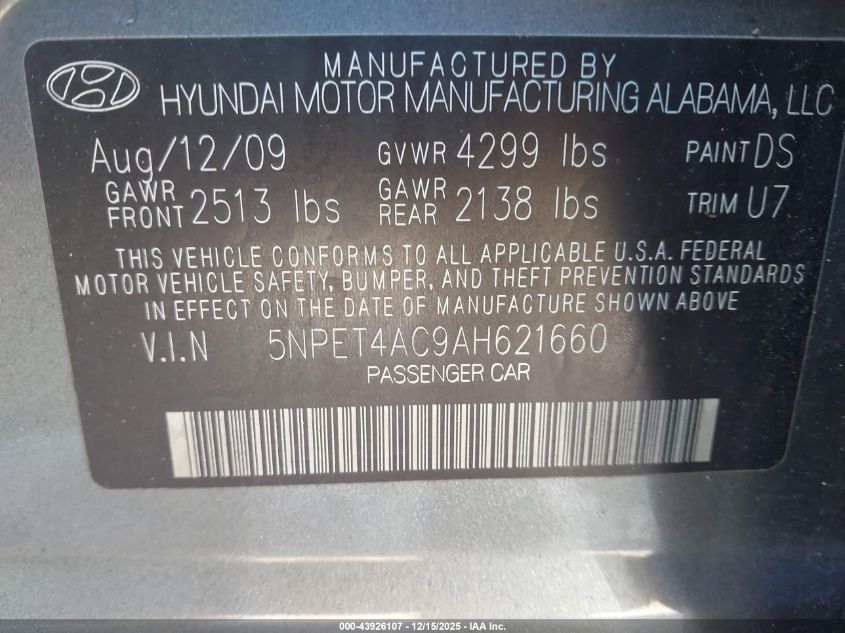 MANUFACTURED BY
HYUNDAI MOTOR MANUFACTURING ALABAMA, LLC
Aug/12/09 GVWR 4299 lbs PAINT DS
GAWR FRONT 2513 lbs GAWR REAR 2138 lbs TRIM U7
THIS VEHICLE CONFORMS TO ALL APPLICABLE U.S.A. FEDERAL
MOTOR VEHICLE SAFETY, BUMPER, AND THEFT PREVENTION STANDARDS
IN EFFECT ON THE DATE OF MANUFACTURE SHOWN ABOVE
V.I.N 5NPET4AC9AH621660
PASSENGER CAR
000-43926107 - 12/15/2025 - IAA Inc.